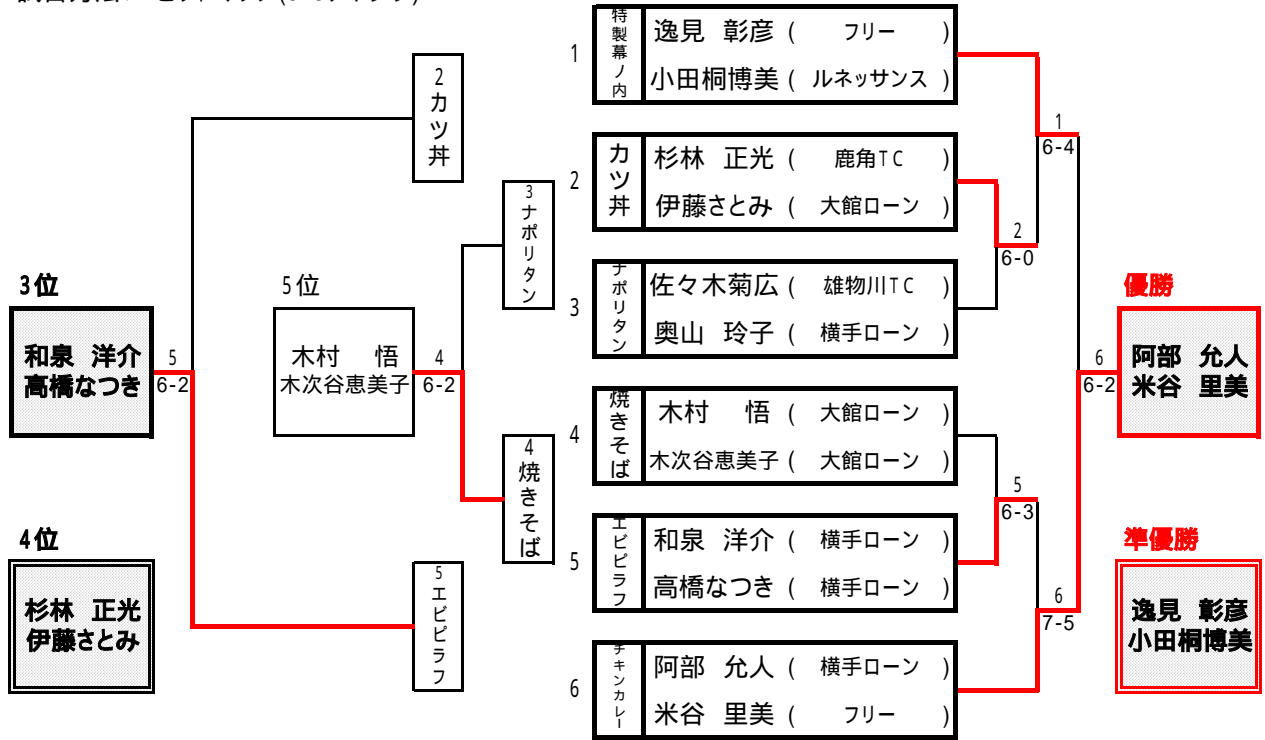 2
カツ丼
3
ナポリタン
3位
和泉 洋介
高橋なつき
5
6-2
5位
木村 悟
木次谷恵美子
4
6-2
4
焼きそば
4位
杉林 正光
伊藤さとみ
5
エビピラフ
1
特製幕ノ内
逸見 彰彦 ( フリー )
小田桐博美 ( ルネッサンス )
2
カツ丼
杉林 正光 ( 鹿角TC )
伊藤さとみ ( 大館ローン )
3
ナポリタン
佐々木菊広 ( 雄物川TC )
奥山 玲子 ( 横手ローン )
4
焼きそば
木村 悟 ( 大館ローン )
木次谷恵美子 ( 大館ローン )
5
エビピラフ
和泉 洋介 ( 横手ローン )
高橋なつき ( 横手ローン )
6
チキンカレー
阿部 允人 ( 横手ローン )
米谷 里美 ( フリー )
1
6-4
2
6-0
5
6-3
6
7-5
6
6-2
優勝
阿部 允人
米谷 里美
準優勝
逸見 彰彦
小田桐博美